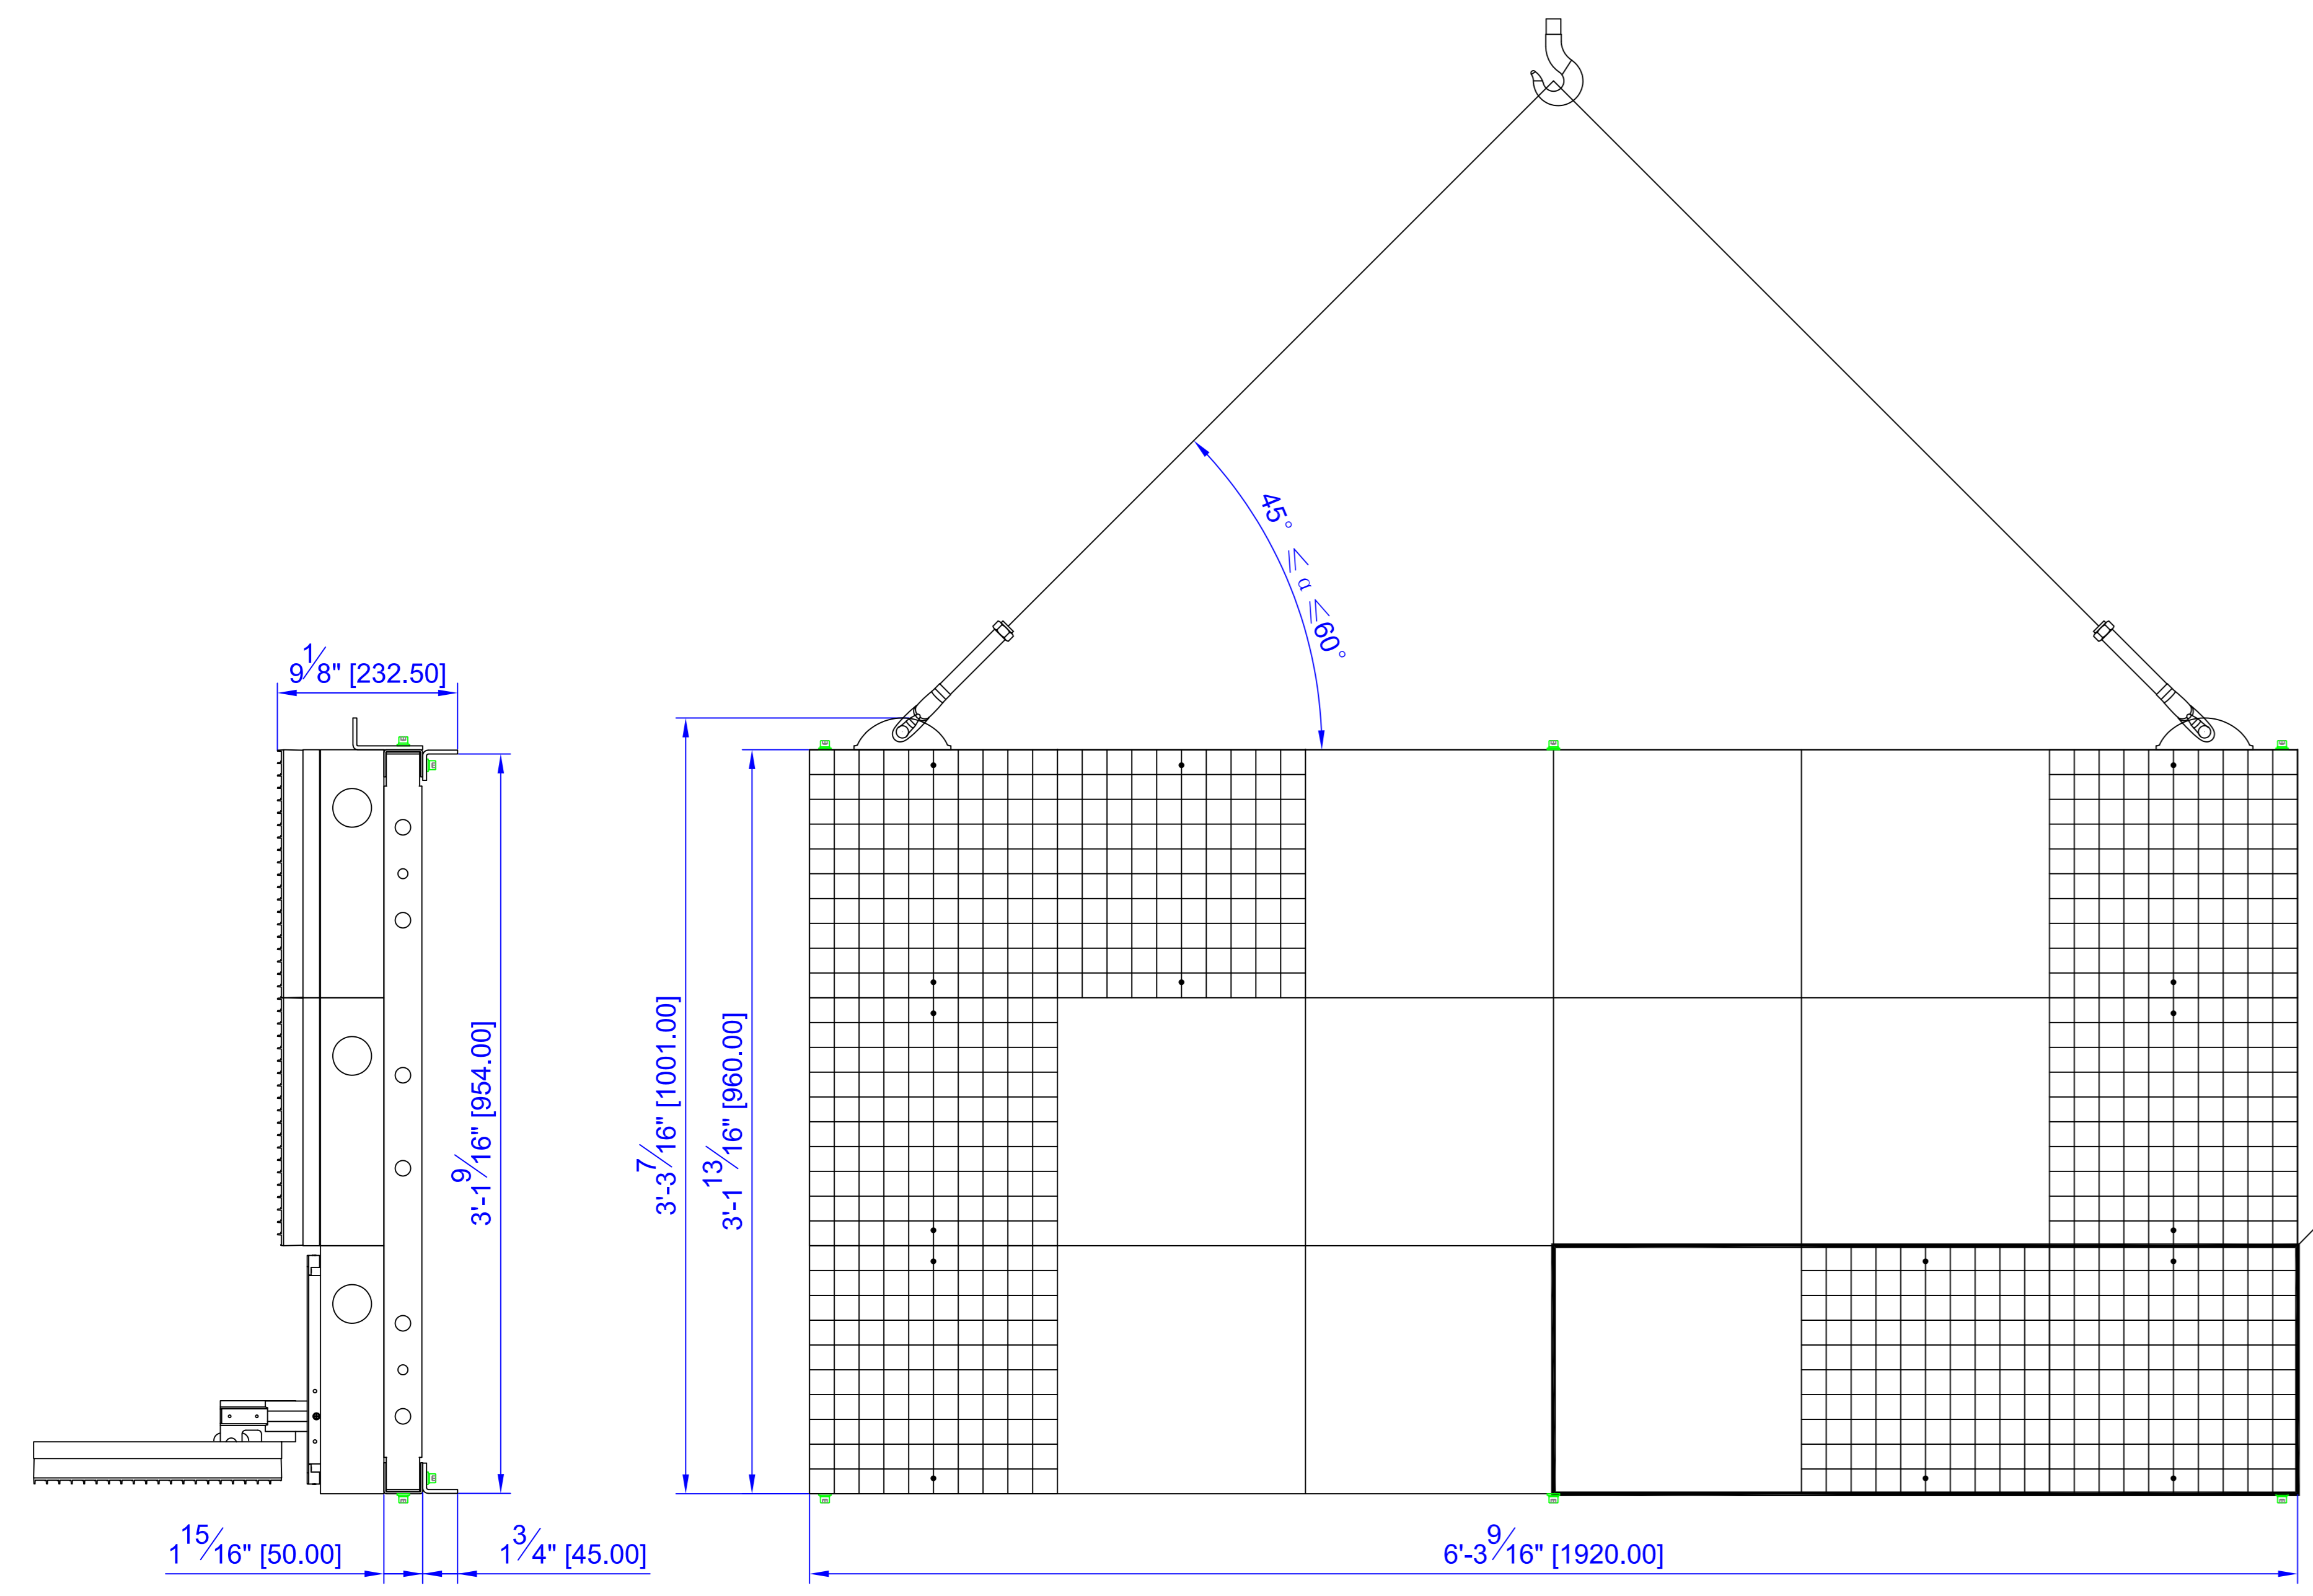 45° ≤ α ≤60°
9 1/8" [232.50]
3'-1 9/16" [954.00]
3'-3 7/16" [1001.00]
3'-1 13/16" [960.00]
1 15/16" [50.00]
1 3/4" [45.00]
6'-3 9/16" [1920.00]